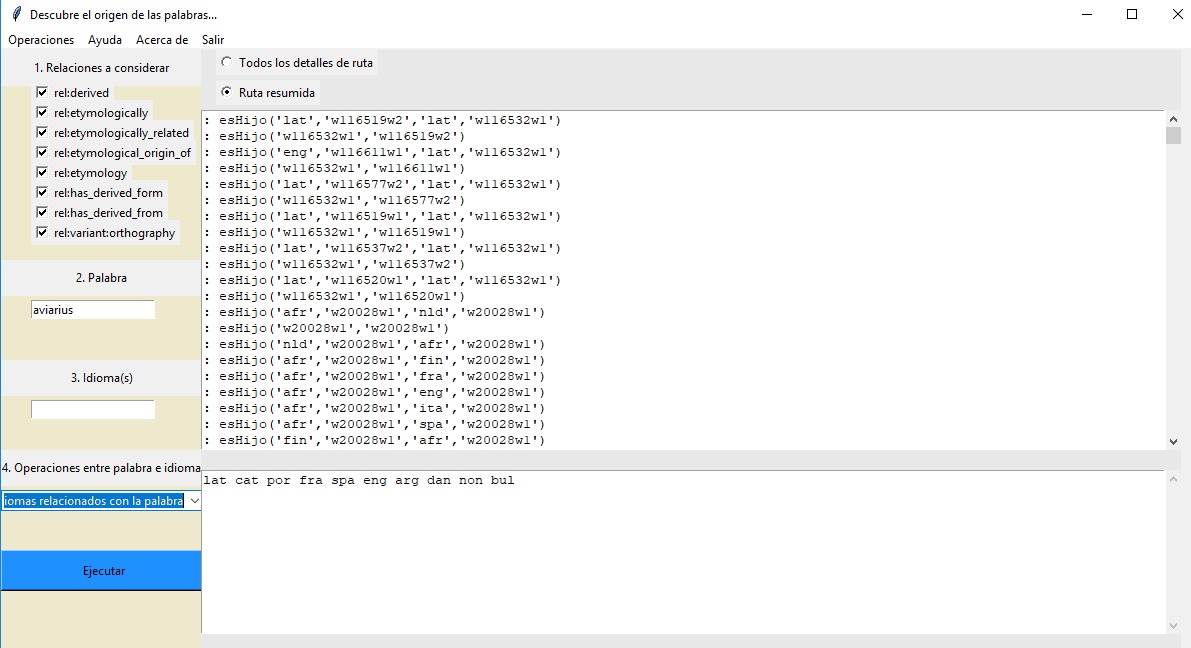 Descubre el origen de las palabras...
Operaciones Ayuda Acerca de Salir
1. Relaciones a considerar
rel:derived
rel:etymologically
rel:etymologically_related
rel:etymological_origin_of
rel:etymology
rel:has_derived_form
rel:has_derived_from
rel:variant:orthography
2. Palabra
aviarius
3. Idioma(s)
4. Operaciones entre palabra e idioma
iomas relacionados con la palabra
Ejecutar
Todos los detalles de ruta
Ruta resumida
: esHijo('lat','w116519w2','lat','w116532w1')
: esHijo('w116532w1','w116519w2')
: esHijo('eng','w116611w1','lat','w116532w1')
: esHijo('w116532w1','w116611w1')
: esHijo('lat','w116577w2','lat','w116532w1')
: esHijo('w116532w1','w116577w2')
: esHijo('lat','w116519w1','lat','w116532w1')
: esHijo('w116532w1','w116519w1')
: esHijo('lat','w116537w2','lat','w116532w1')
: esHijo('w116532w1','w116537w2')
: esHijo('lat','w116520w1','lat','w116532w1')
: esHijo('w116532w1','w116520w1')
: esHijo('afr','w20028w1','nld','w20028w1')
: esHijo('w20028w1','w20028w1')
: esHijo('nld','w20028w1','afr','w20028w1')
: esHijo('afr','w20028w1','fin','w20028w1')
: esHijo('afr','w20028w1','fra','w20028w1')
: esHijo('afr','w20028w1','eng','w20028w1')
: esHijo('afr','w20028w1','ita','w20028w1')
: esHijo('afr','w20028w1','spa','w20028w1')
: esHijo('fin','w20028w1','afr','w20028w1')
lat cat por fra spa eng arg dan non bul